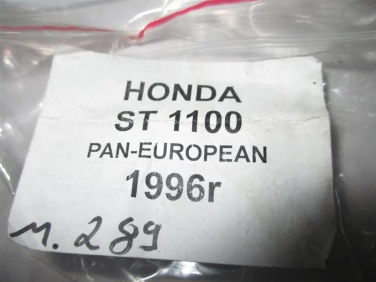 HONDA
ST 1100
PAN-EUROPEAN
1996r
M. 289